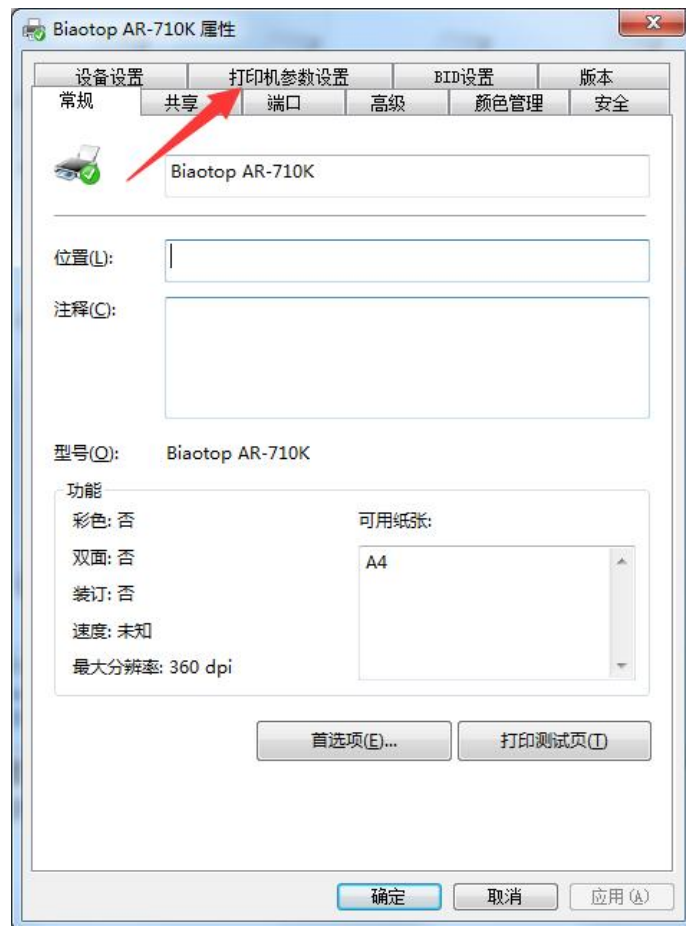 Biaotop AR-710K 属性
设备设置 打印机参数设置 BID设置 版本
常规 共享 端口 高级 颜色管理 安全
Biaotop AR-710K
位置(L):
注释(C):
型号(O): Biaotop AR-710K
功能
彩色: 否 可用纸张:
双面: 否 A4
装订: 否
速度: 未知
最大分辨率: 360 dpi
首选项(E)... 打印测试页(T)
确定 取消 应用(A)